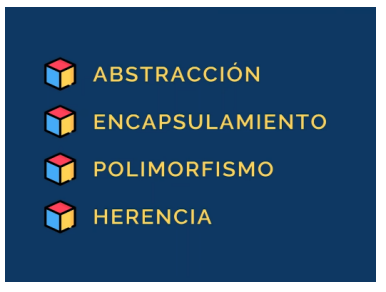 ABSTRACCIÓN
ENCAPSULAMIENTO
POLIMORFISMO
HERENCIA